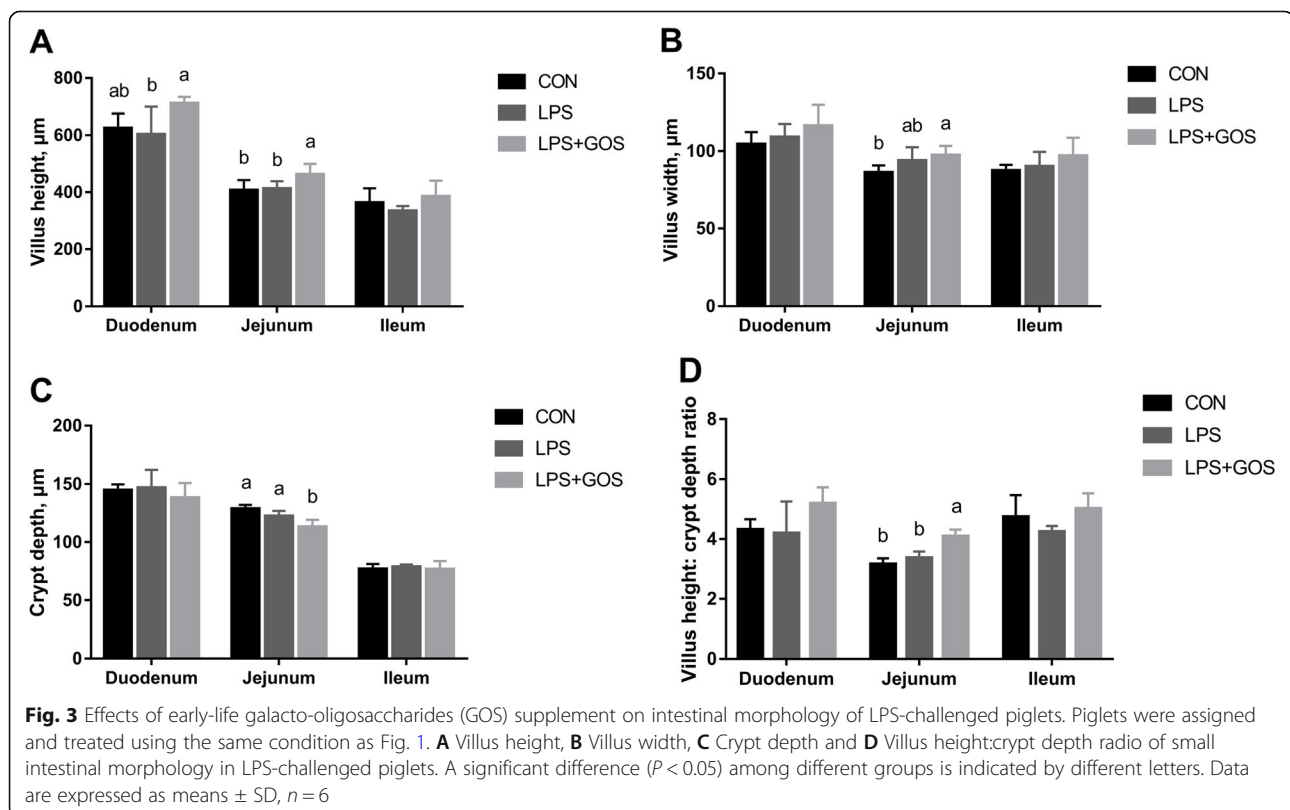 A
Villus height, µm
800
600
400
200
0
ab b a
b b a
Duodenum Jejunum Ileum
CON
LPS
LPS+GOS
B
Villus width, µm
150
100
50
0
b ab a
Duodenum Jejunum Ileum
CON
LPS
LPS+GOS
C
Crypt depth, µm
200
150
100
50
0
a a b
Duodenum Jejunum Ileum
CON
LPS
LPS+GOS
D
Villus height: crypt depth ratio
8
6
4
2
0
b b a
Duodenum Jejunum Ileum
CON
LPS
LPS+GOS
Fig. 3 Effects of early-life galacto-oligosaccharides (GOS) supplement on intestinal morphology of LPS-challenged piglets. Piglets were assigned
and treated using the same condition as Fig. 1. A Villus height, B Villus width, C Crypt depth and D Villus height:crypt depth radio of small
intestinal morphology in LPS-challenged piglets. A significant difference (P < 0.05) among different groups is indicated by different letters. Data
are expressed as means ± SD, n = 6